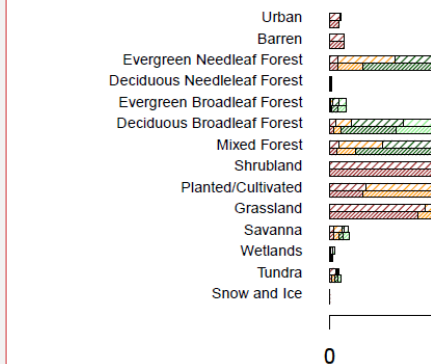 Urban
Barren
Evergreen Needleaf Forest
Deciduous Needleleaf Forest
Evergreen Broadleaf Forest
Deciduous Broadleaf Forest
Mixed Forest
Shrubland
Planted/Cultivated
Grassland
Savanna
Wetlands
Tundra
Snow and Ice
0